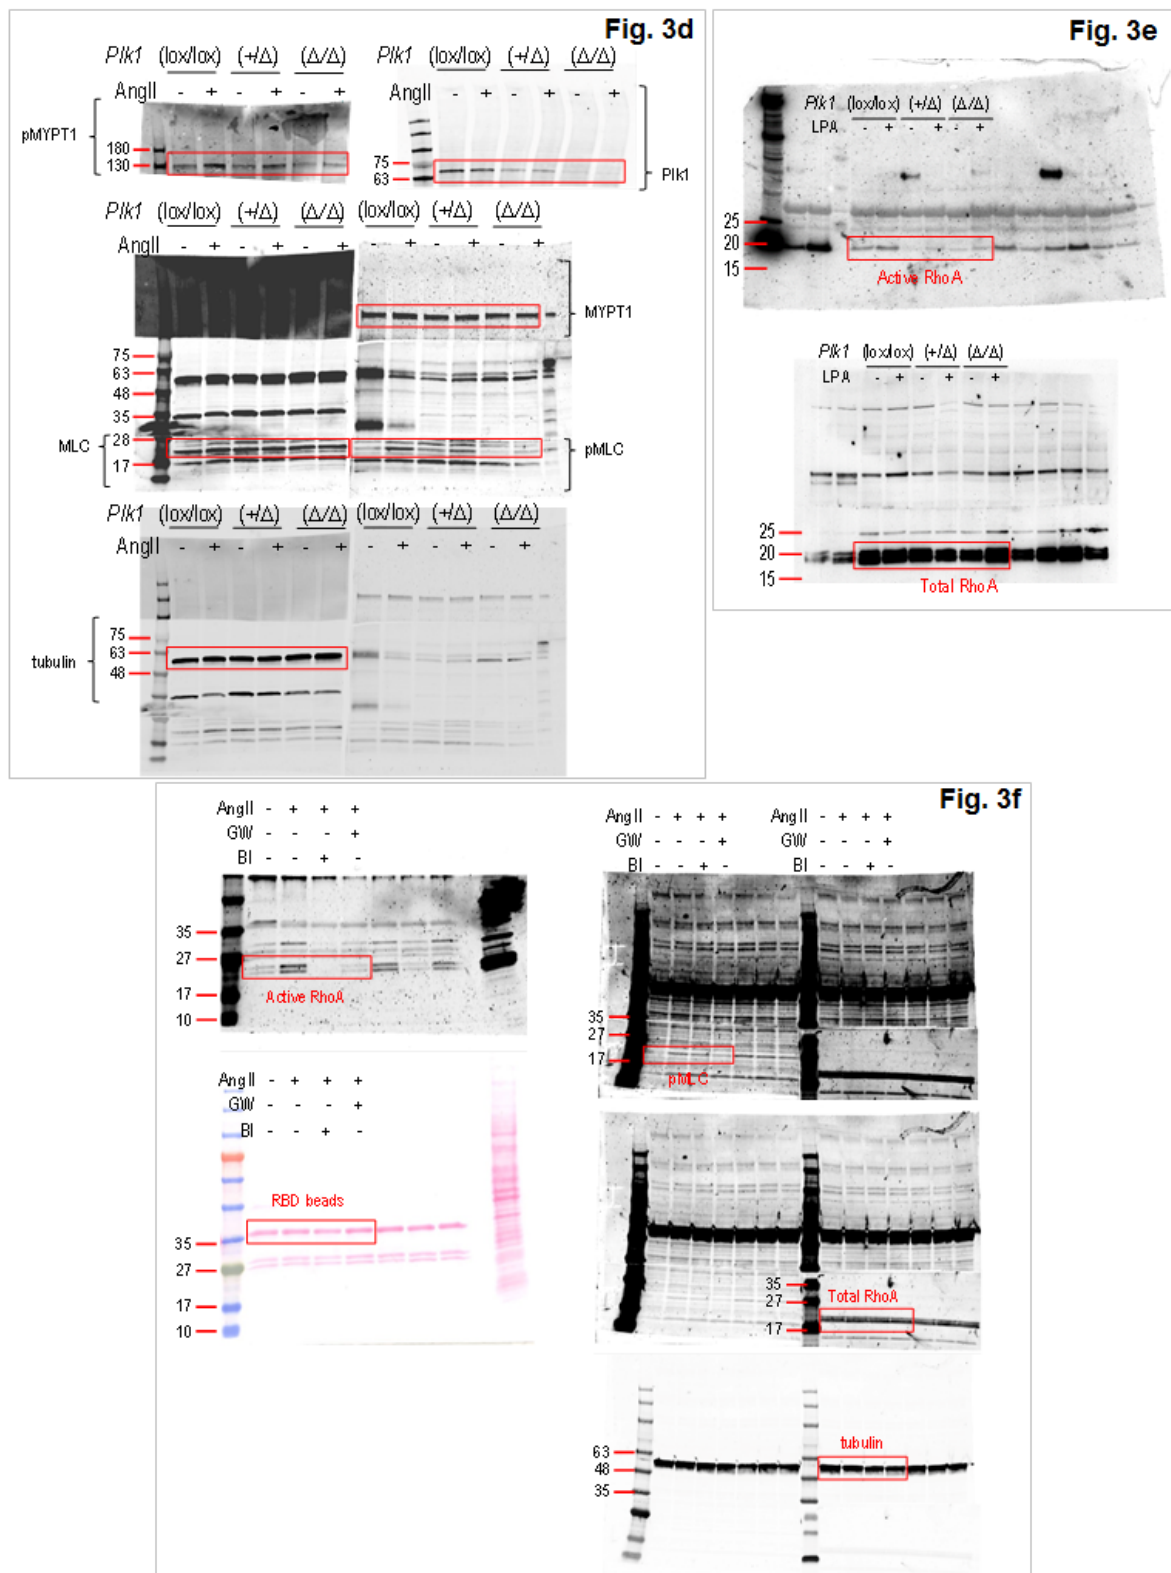 Fig. 3d
Plk1 (lox/lox) (+/Δ) (Δ/Δ)
AngII - + - + - +
pMYPT1
180
130
Plk1 (lox/lox) (+/Δ) (Δ/Δ)
AngII - + - + - +
75
63
Plk1
Plk1 (lox/lox) (+/Δ) (Δ/Δ) (lox/lox) (+/Δ) (Δ/Δ)
AngII - + - + - + - + - + - +
MYPT1
75
63
48
35
28
17
MLC
pMLC
Plk1 (lox/lox) (+/Δ) (Δ/Δ) (lox/lox) (+/Δ) (Δ/Δ)
AngII - + - + - + - + - + - +
75
63
48
tubulin
Fig. 3e
Plk1 (lox/lox) (+/Δ) (Δ/Δ)
LPA - + - + - +
25
20
15
Active RhoA
Plk1 (lox/lox) (+/Δ) (Δ/Δ)
LPA - + - + - +
25
20
15
Total RhoA
Fig. 3f
AngII - + + +
GW - - - +
BI - - + -
35
27
17
10
Active RhoA
AngII - + + +
GW - - - +
BI - - + -
RBD beads
35
27
17
10
AngII - + + + AngII - + + +
GW - - - + GW - - - +
BI - - + - BI - - + -
35
27
17
pMLC
35
27
17
Total RhoA
63
48
35
tubulin